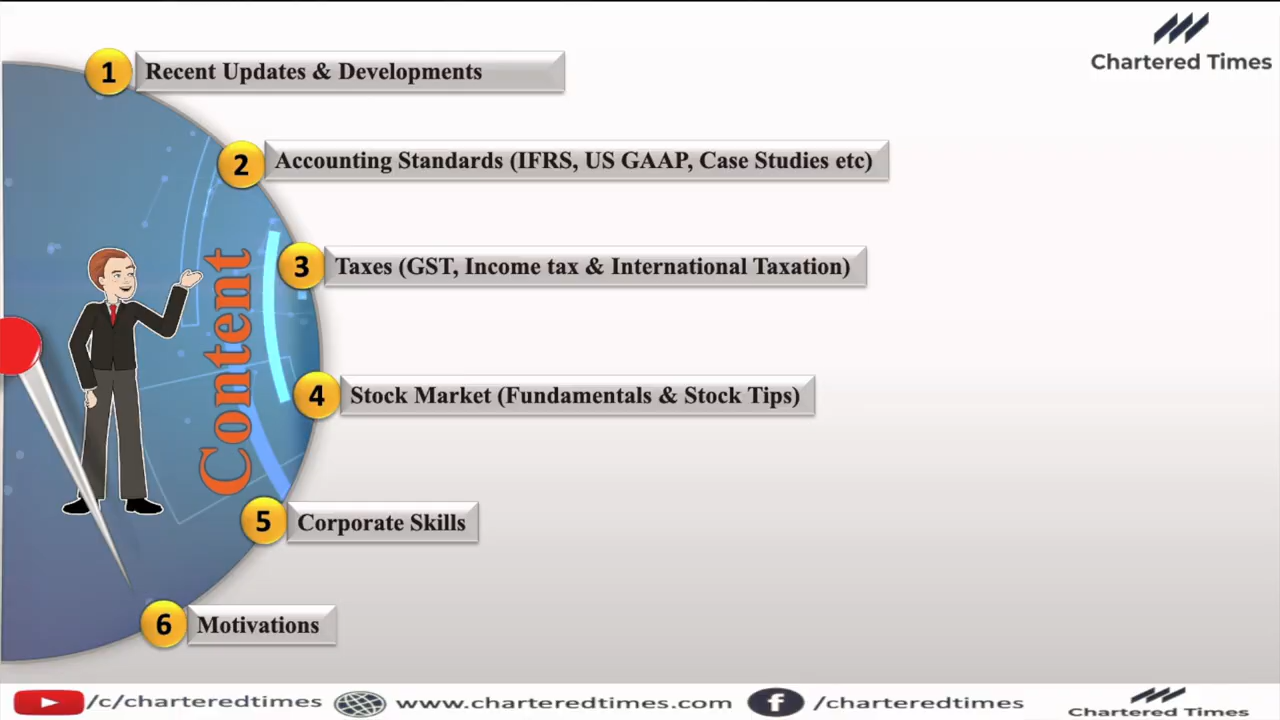 Chartered Times
1
Recent Updates & Developments
2
Accounting Standards (IFRS, US GAAP, Case Studies etc)
3
Taxes (GST, Income tax & International Taxation)
4
Stock Market (Fundamentals & Stock Tips)
5
Corporate Skills
6
Motivations
Content
/c/charteredtimes
www.charteredtimes.com
f /charteredtimes
Chartered Times